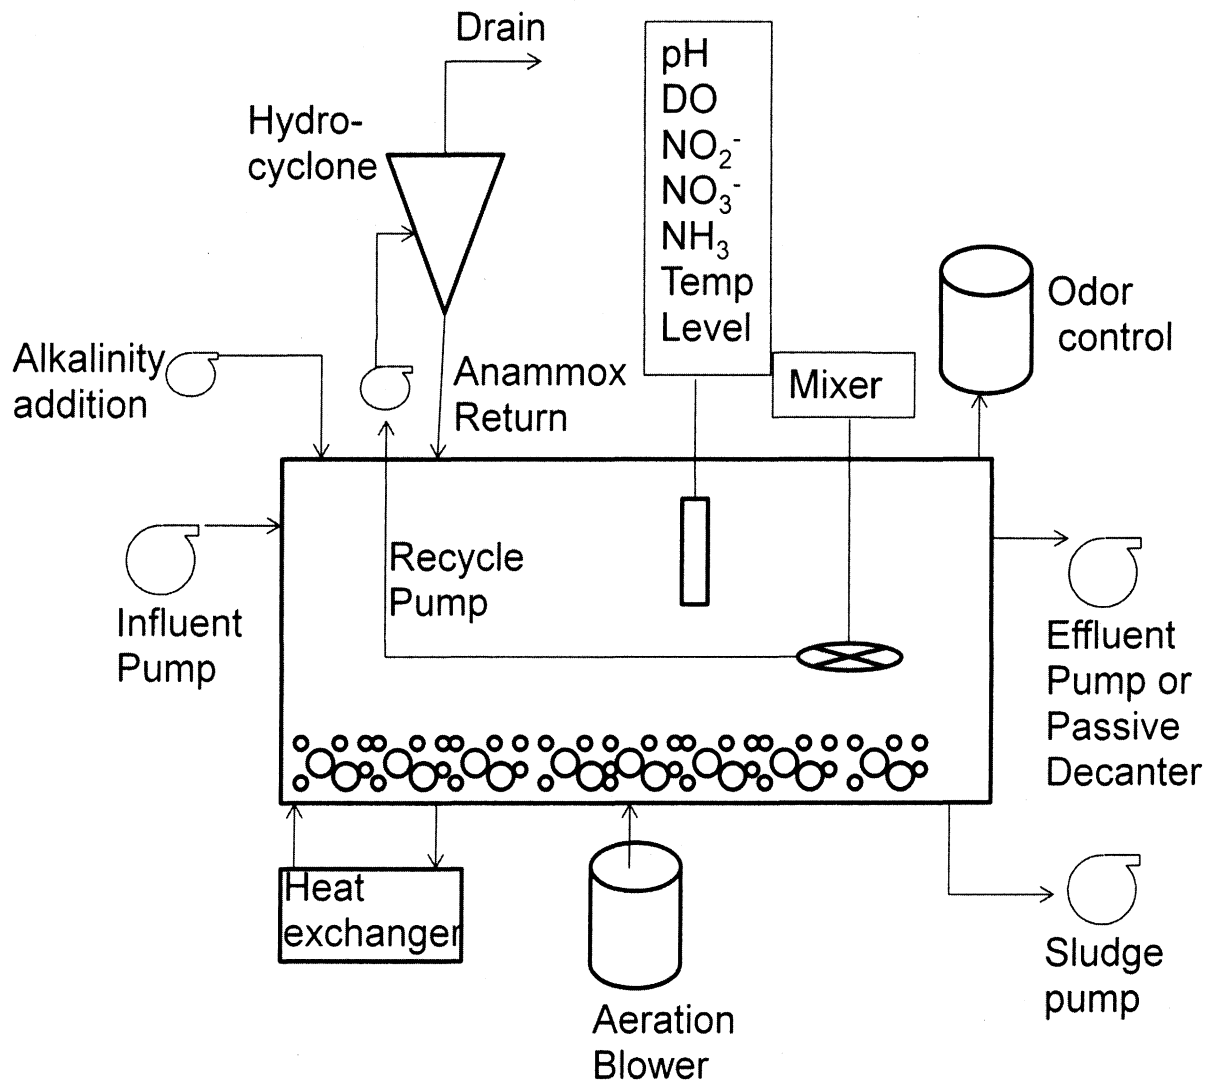 Drain
Hydro-
cyclone
pH
DO
NO₂⁻
NO₃⁻
NH₃
Temp
Level
Mixer
Odor
control
Alkalinity
addition
Anammox
Return
Recycle
Pump
Influent
Pump
Effluent
Pump or
Passive
Decanter
Heat
exchanger
Aeration
Blower
Sludge
pump